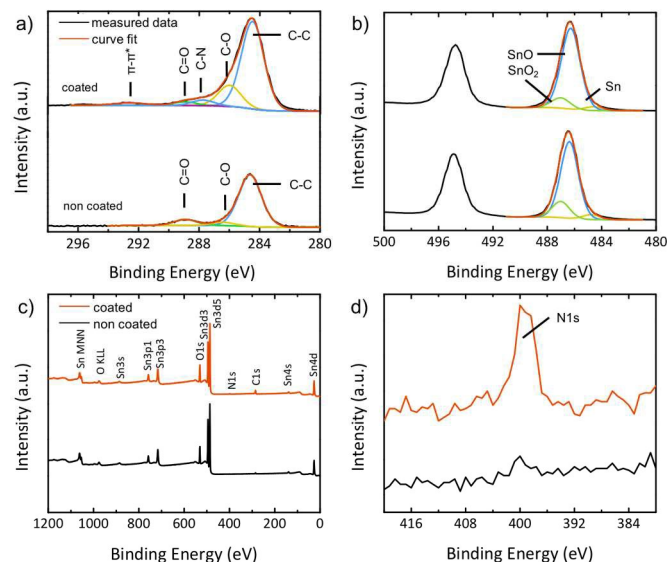 a)
measured data
curve fit
coated
π-π*
C=O
C-N
C-O
C-C
non coated
C=O
C-O
C-C
Intensity (a.u.)
296 292 288 284 280
Binding Energy (eV)
b)
SnO
SnO2
Sn
Intensity (a.u.)
500 496 492 488 484 480
Binding Energy (eV)
c)
coated
non coated
Sn MNN
O KLL
Sn3s
Sn3p1
Sn3p3
O1s
Sn3d3
Sn3d5
N1s
C1s
Sn4s
Sn4d
Intensity (a.u.)
1200 1000 800 600 400 200 0
Binding Energy (eV)
d)
N1s
Intensity (a.u.)
416 408 400 392 384
Binding Energy (eV)